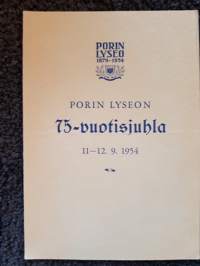 PORIN
LYSEO
1879-1954
PORIN LYSEON
75-vuotisjuhla
11—12. 9. 1954